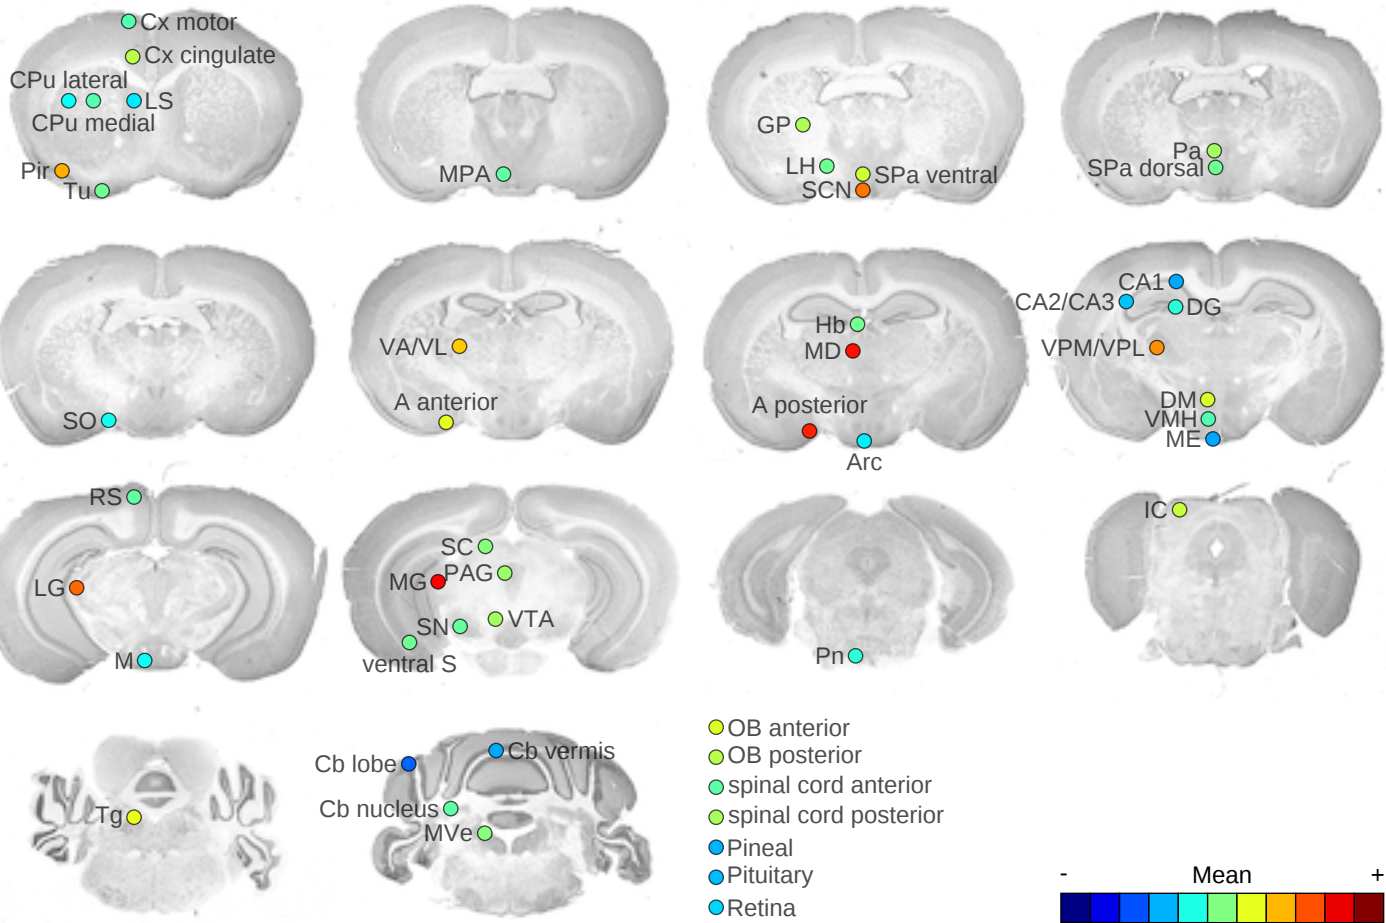 Cx motor
Cx cingulate
CPu lateral
LS
CPu medial
Pir
Tu
MPA
GP
LH
SPa ventral
SCN
Pa
SPa dorsal
SO
VA/VL
A anterior
Hb
MD
A posterior
Arc
CA1
CA2/CA3
DG
VPM/VPL
DM
VMH
ME
RS
LG
M
SC
MG
PAG
SN
VTA
ventral S
Pn
IC
Tg
Cb lobe
Cb vermis
Cb nucleus
MVe
OB anterior
OB posterior
spinal cord anterior
spinal cord posterior
Pineal
Pituitary
Retina
- Mean +